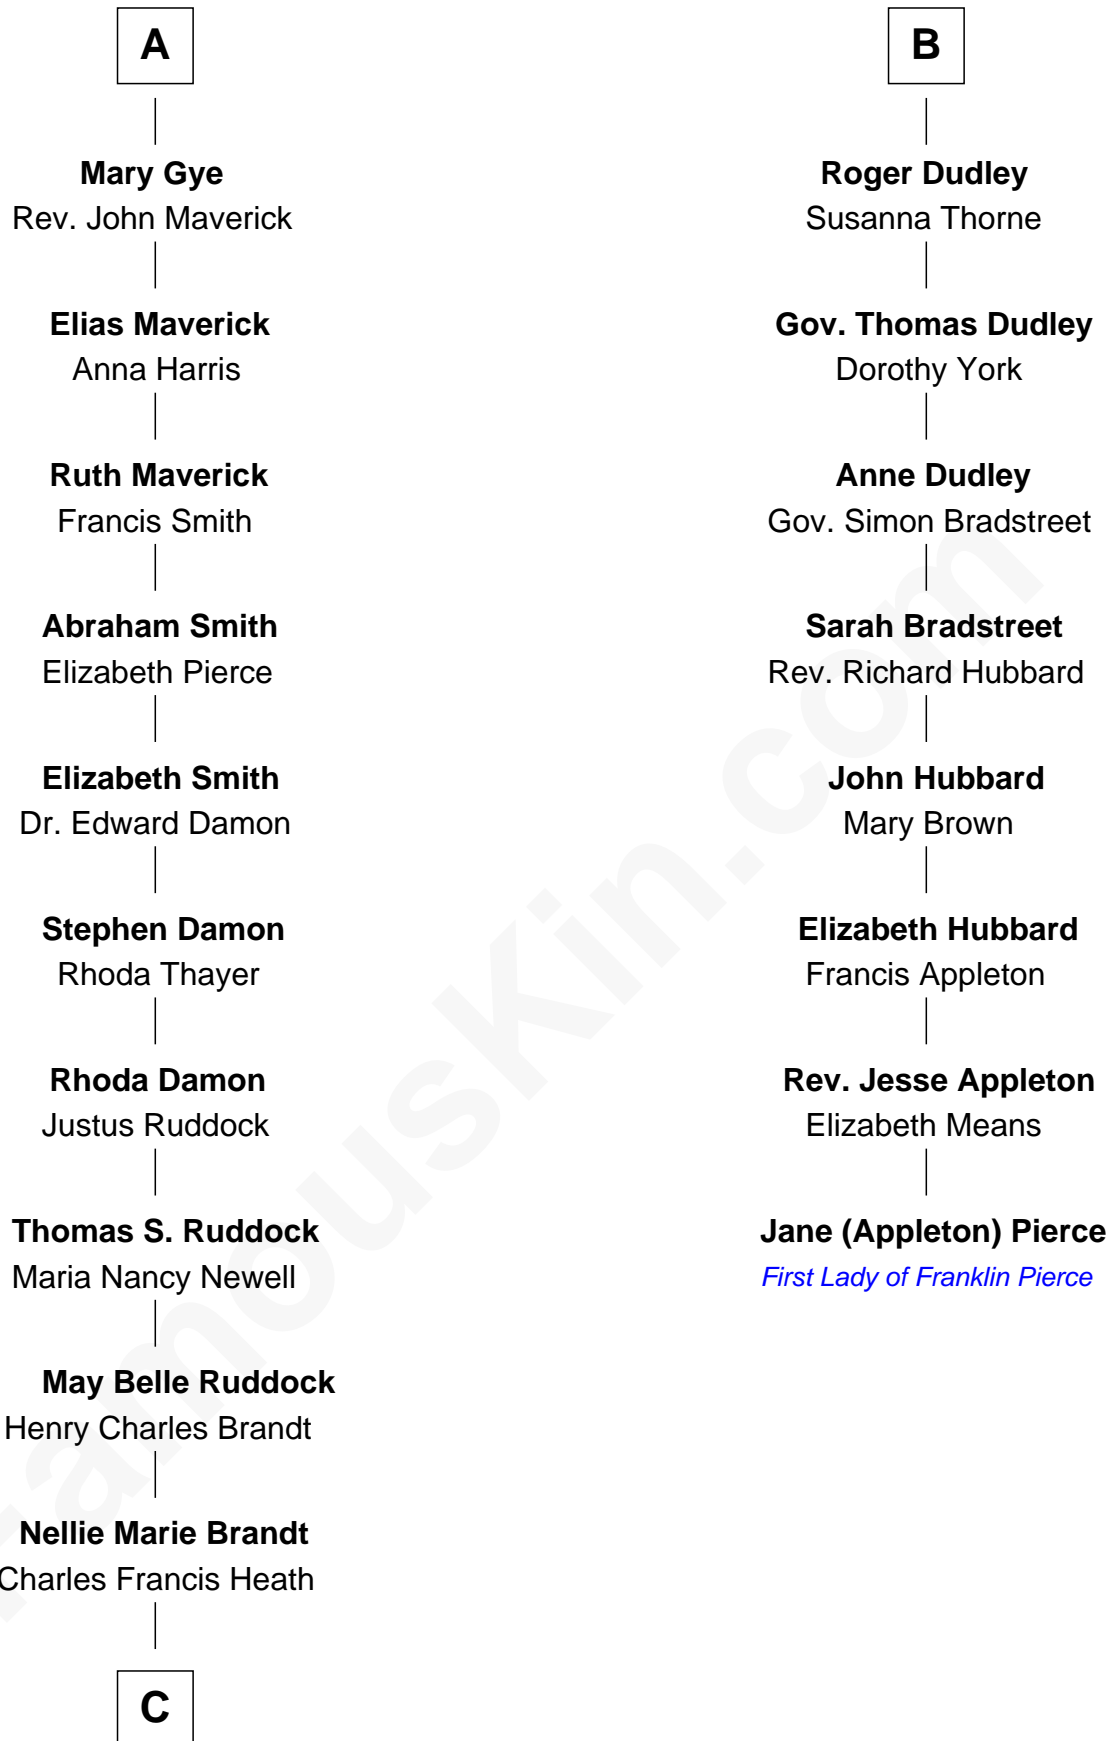 A
Mary Gye
Rev. John Maverick
Elias Maverick
Anna Harris
Ruth Maverick
Francis Smith
Abraham Smith
Elizabeth Pierce
Elizabeth Smith
Dr. Edward Damon
Stephen Damon
Rhoda Thayer
Rhoda Damon
Justus Ruddock
Thomas S. Ruddock
Maria Nancy Newell
May Belle Ruddock
Henry Charles Brandt
Nellie Marie Brandt
Charles Francis Heath
C
B
Roger Dudley
Susanna Thorne
Gov. Thomas Dudley
Dorothy York
Anne Dudley
Gov. Simon Bradstreet
Sarah Bradstreet
Rev. Richard Hubbard
John Hubbard
Mary Brown
Elizabeth Hubbard
Francis Appleton
Rev. Jesse Appleton
Elizabeth Means
Jane (Appleton) Pierce
First Lady of Franklin Pierce
FamousKin.com